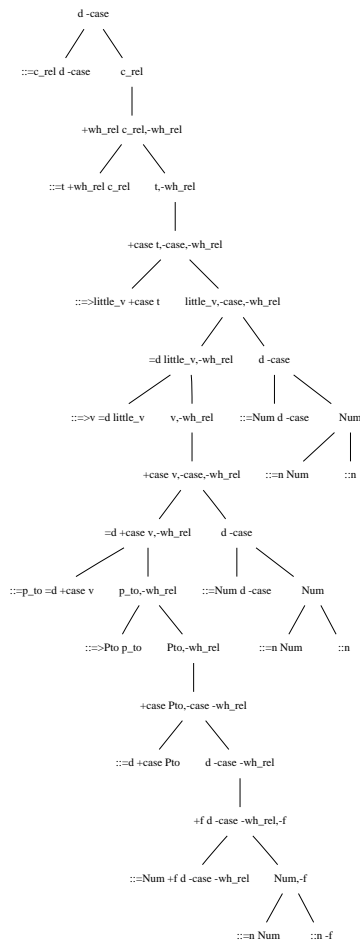 d -case
::=c_rel d -case c_rel
+wh_rel c_rel,-wh_rel
::=t +wh_rel c_rel t,-wh_rel
+case t,-case,-wh_rel
::=>little_v +case t little_v,-case,-wh_rel
=d little_v,-wh_rel d -case
::=>v =d little_v v,-wh_rel ::=Num d -case Num
+case v,-case,-wh_rel ::=n Num ::n
=d +case v,-wh_rel d -case
::=p_to =d +case v p_to,-wh_rel ::=Num d -case Num
::=>Pto p_to Pto,-wh_rel ::=n Num ::n
+case Pto,-case -wh_rel
::=d +case Pto d -case -wh_rel
+f d -case -wh_rel,-f
::=Num +f d -case -wh_rel Num,-f
::=n Num ::n -f